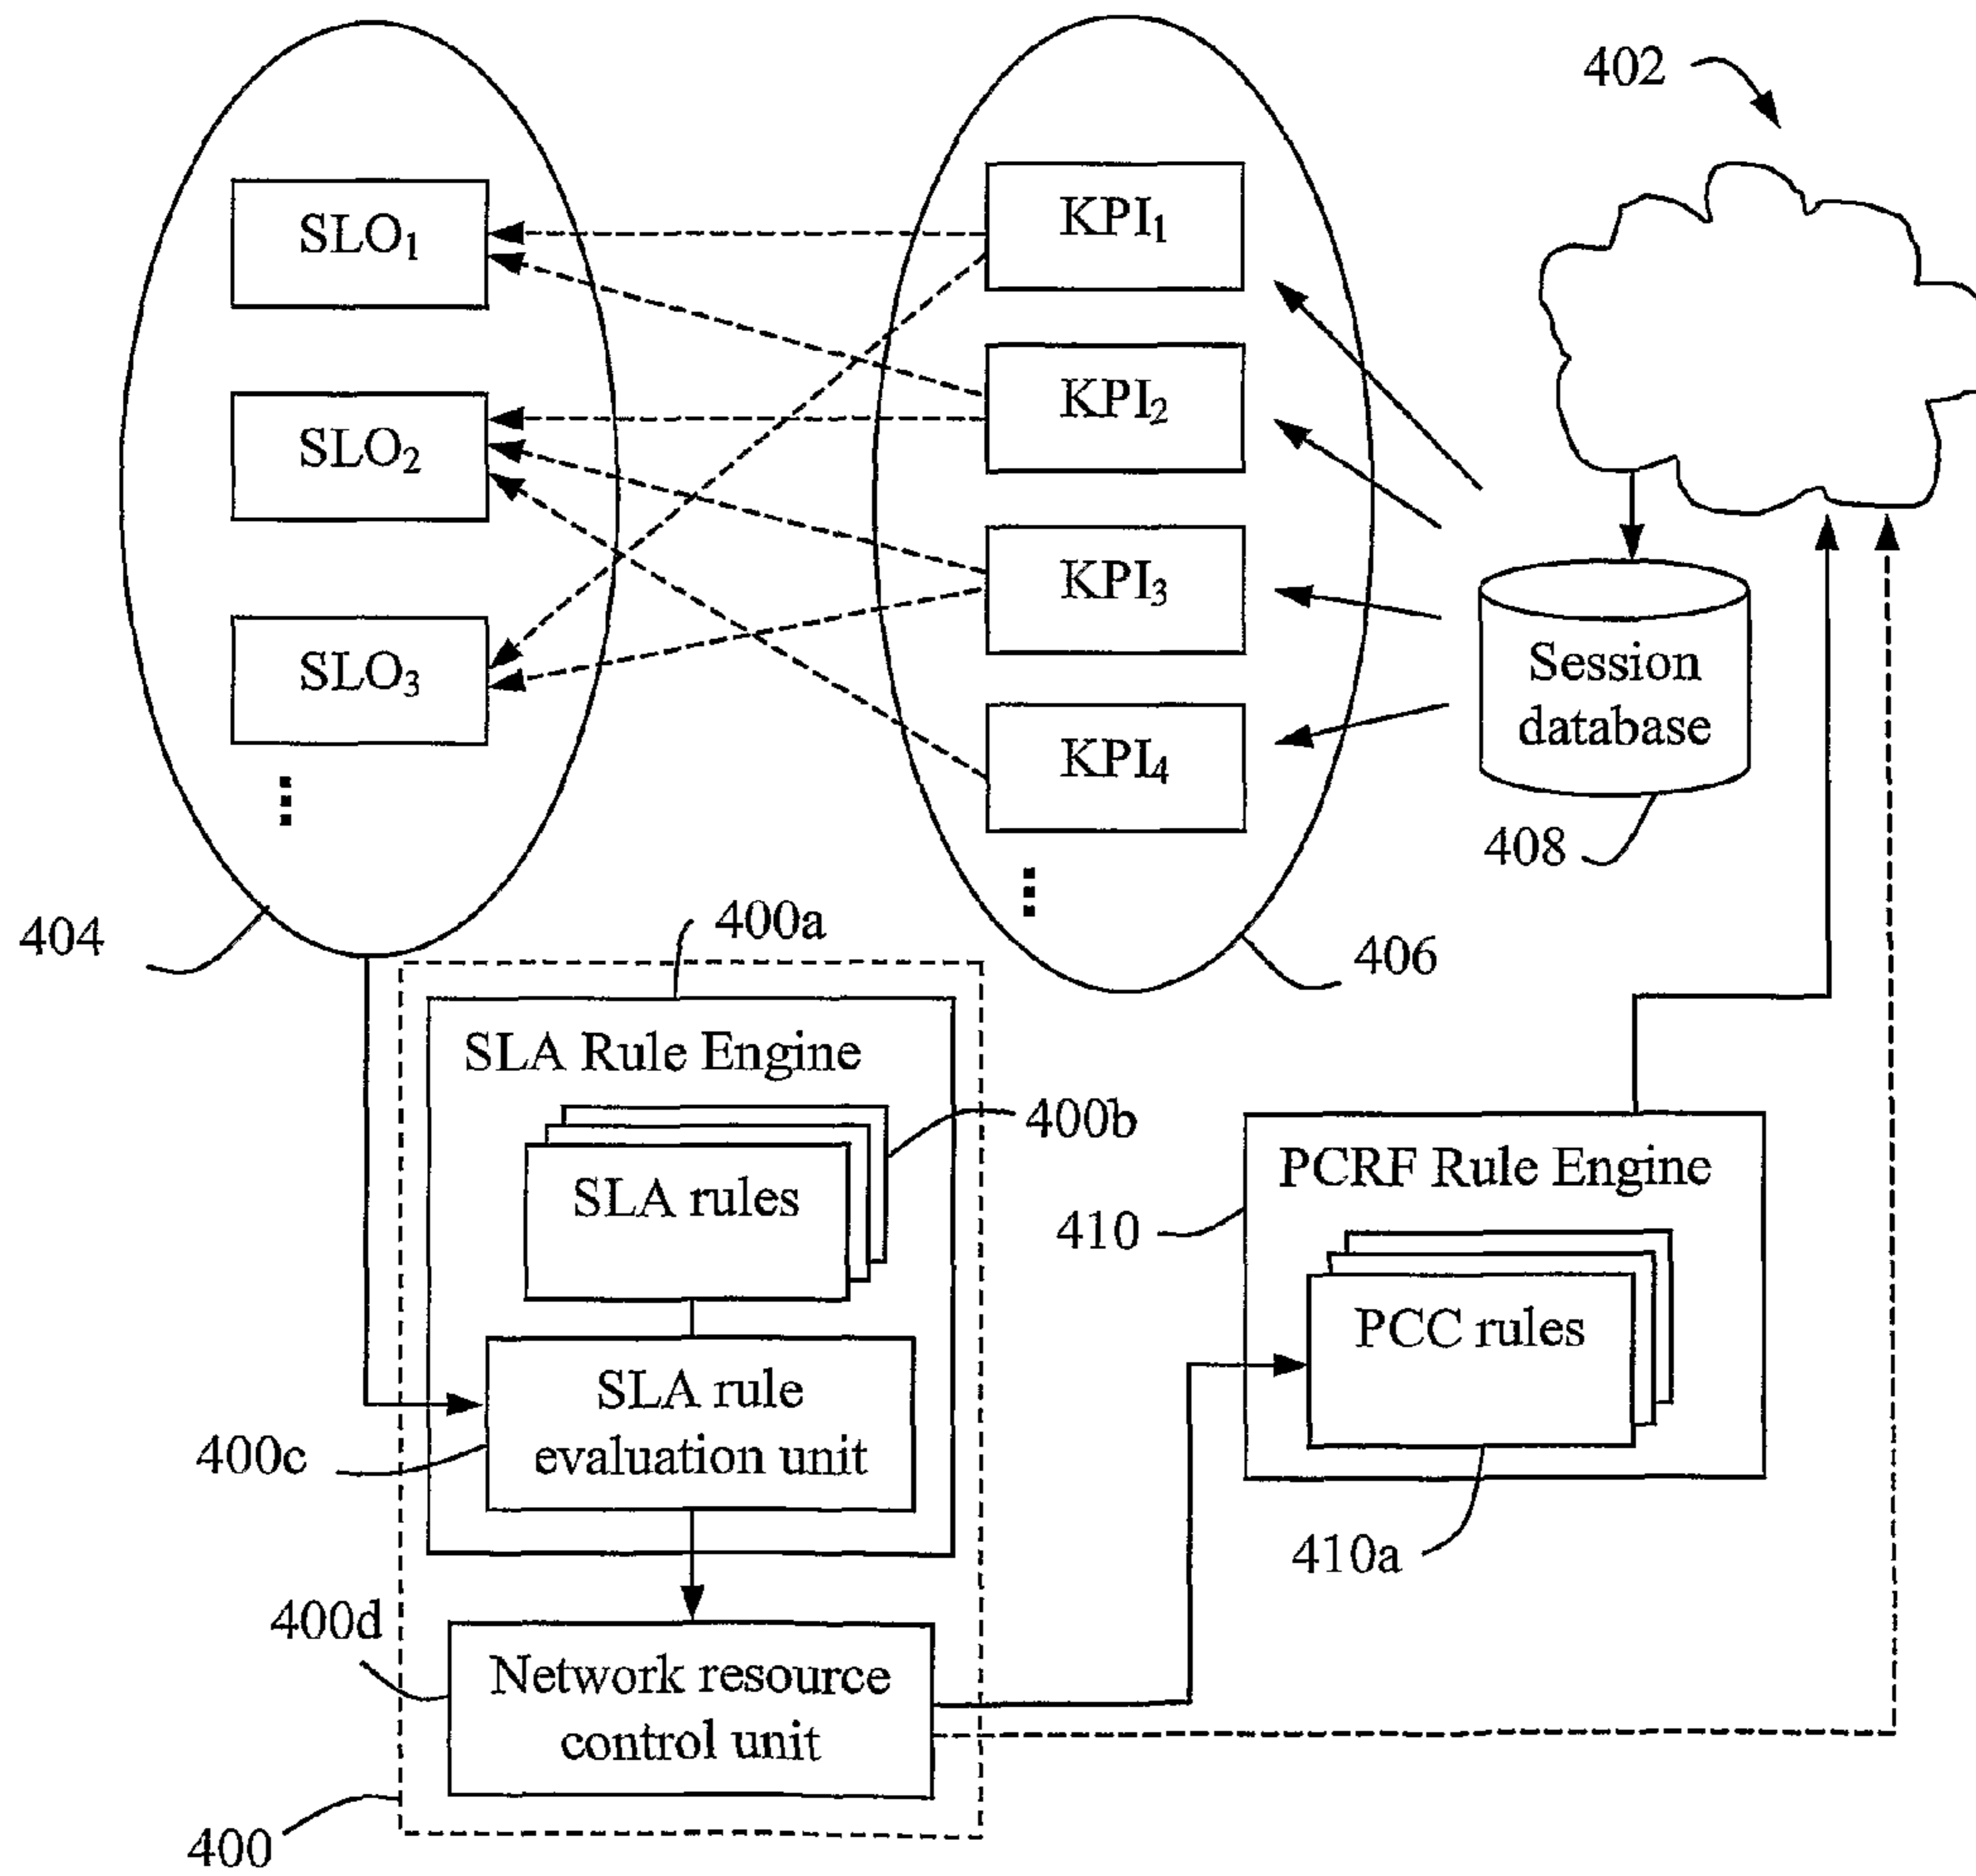 402
SLO1
KPI1
SLO2
KPI2
SLO3
KPI3
KPI4
Session
database
408
404
400a
406
SLA Rule Engine
400b
SLA rules
PCRF Rule Engine
410
PCC rules
SLA rule
evaluation unit
400c
410a
400d
Network resource
control unit
400